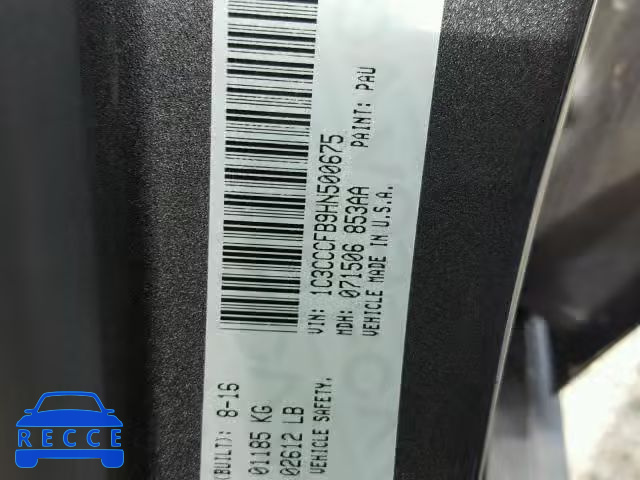 (BUILT): 8-16
01185 KG
02612 LB
VEHICLE SAFETY.
VIN: 1C3CCCFB9HN500675
MDH: 071506 853AA PAINT: PAU
VEHICLE MADE IN U.S.A.
RECCE